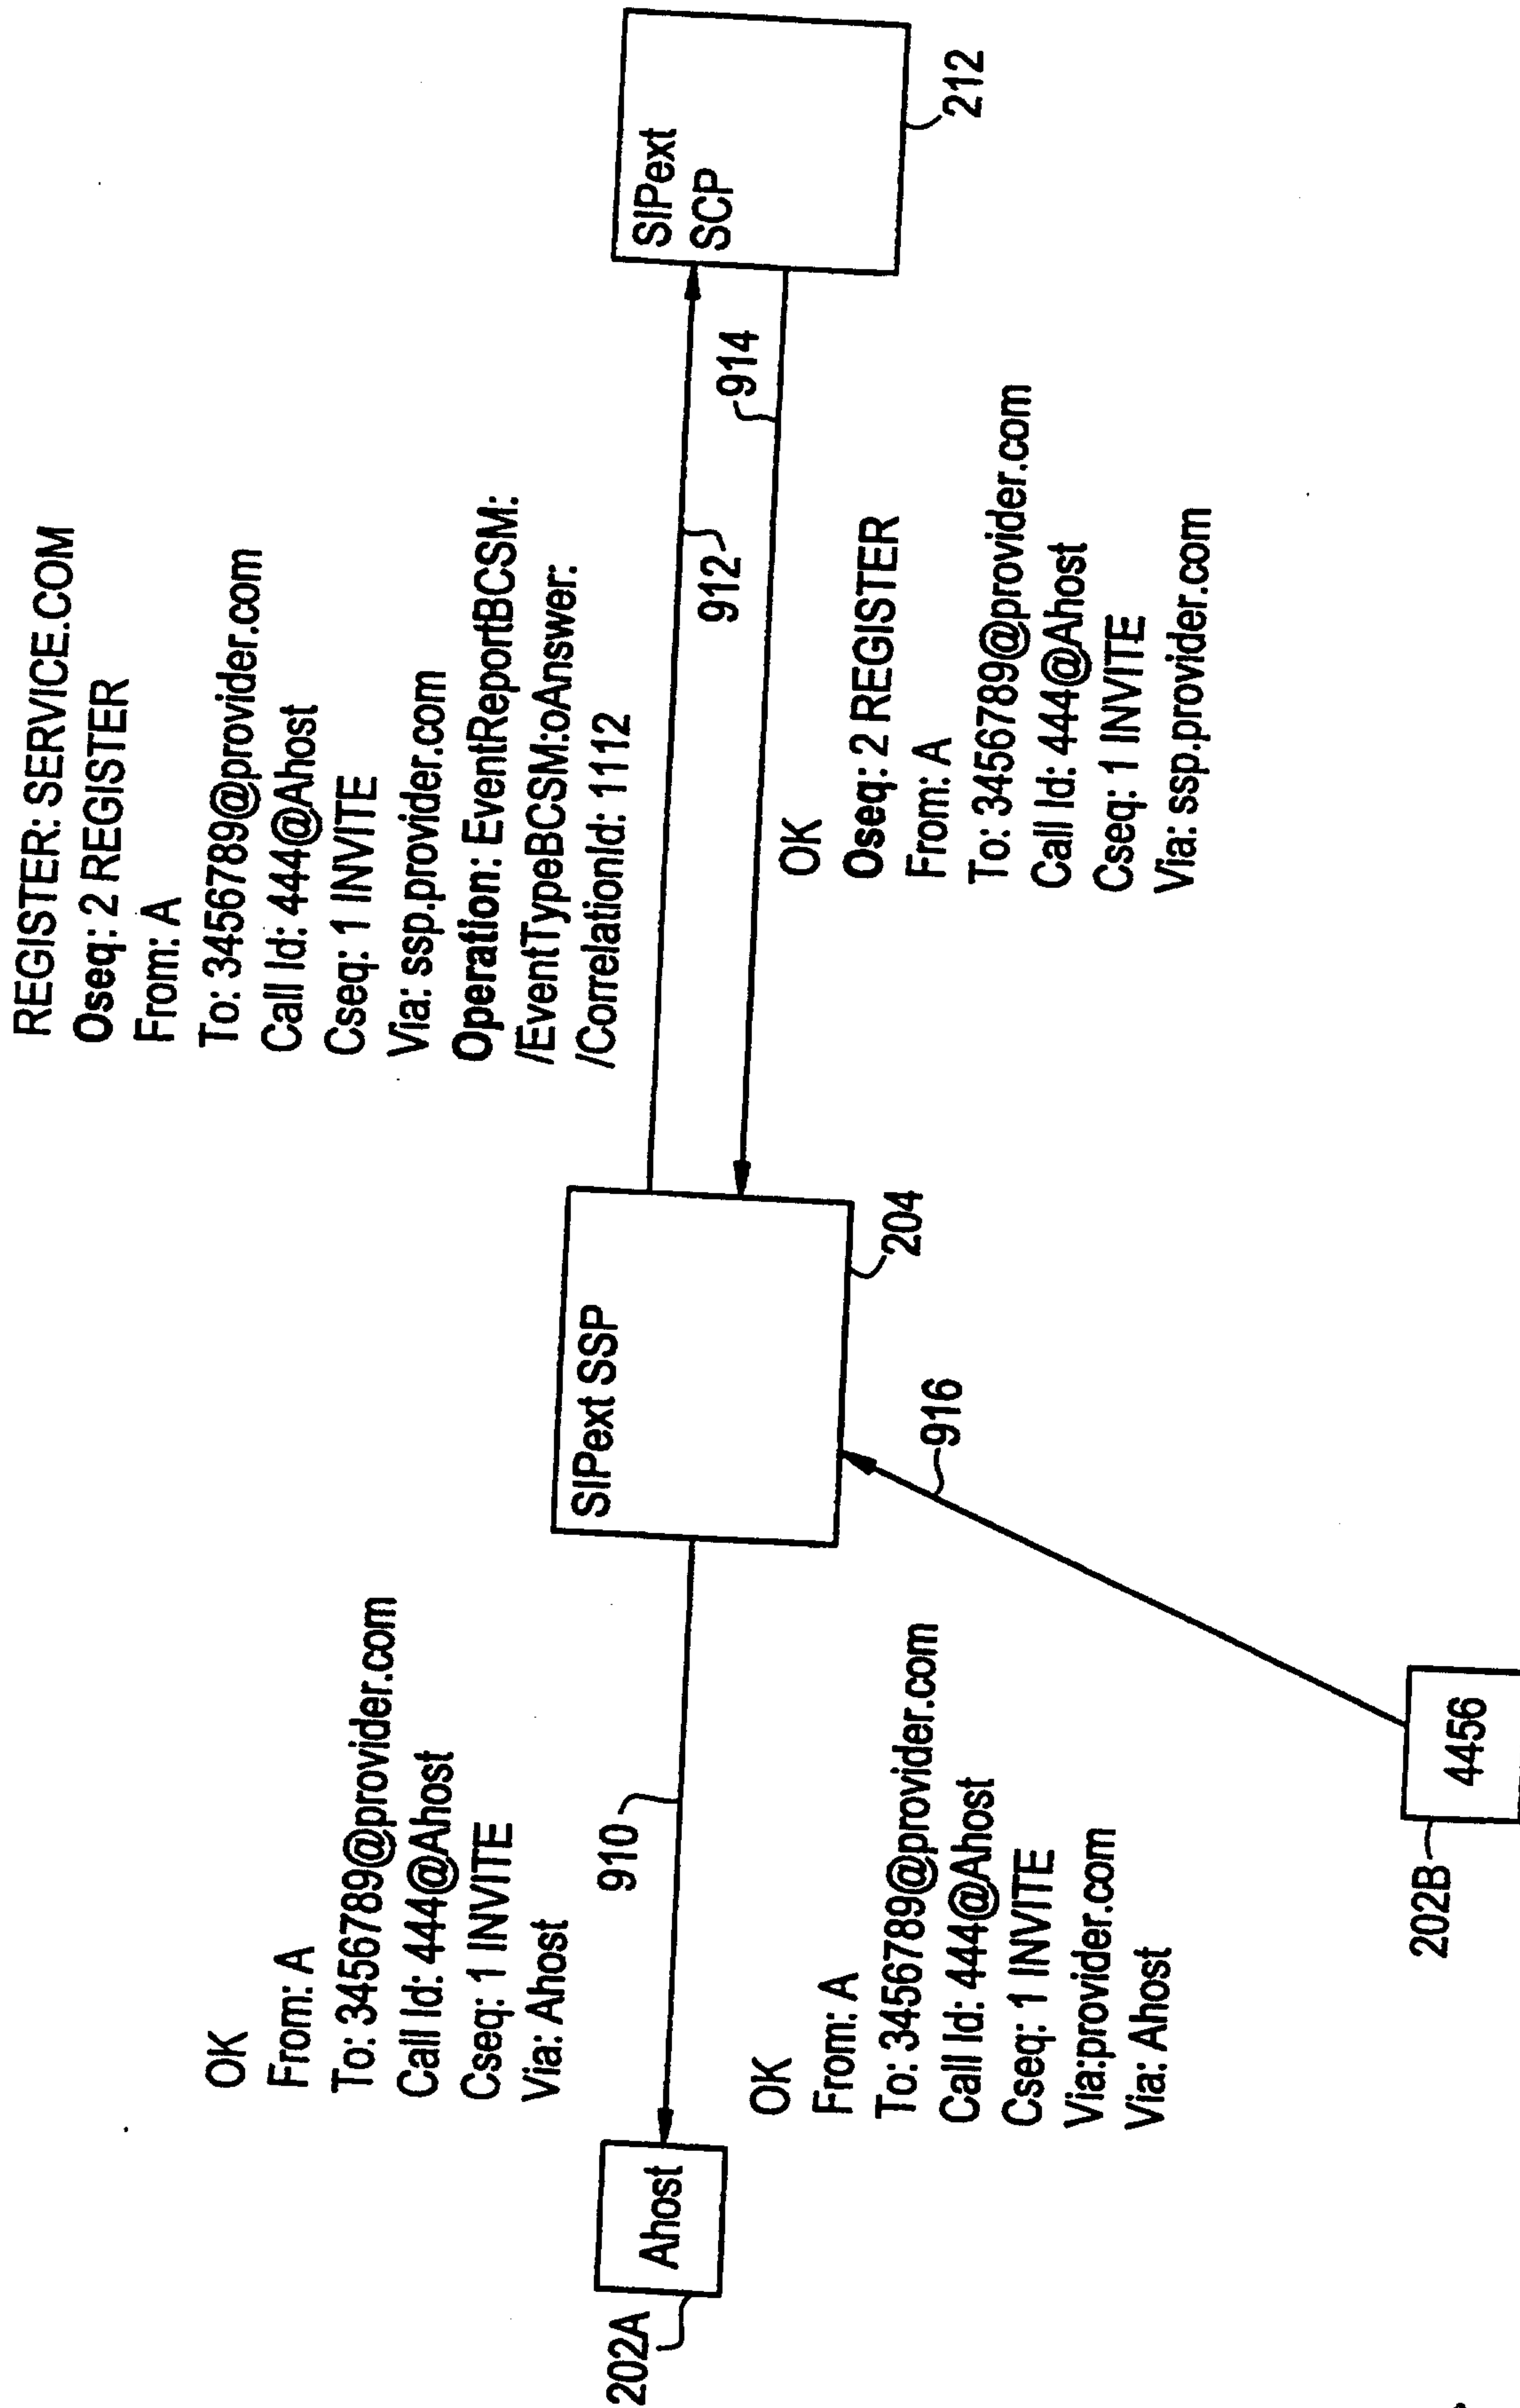 REGISTER: SERVICE.COM
Oseq: 2 REGISTER
From: A
To: 3456789@provider.com
Call Id: 444@Ahost
Cseq: 1 INVITE
Via: ssp.provider.com
Operation: EventReportBCSM:
/EventTypeBCSM:oAnswer:
/CorrelationId: 1112
OK
From: A
To: 3456789@provider.com
Call Id: 444@Ahost
Cseq: 1 INVITE
Via: Ahost
910
912
914
202A
Ahost
SIPext SSP
204
SIPext
SCP
212
OK
From: A
To: 3456789@provider.com
Call Id: 444@Ahost
Cseq: 1 INVITE
Via:provider.com
Via: Ahost
916
OK
Oseq: 2 REGISTER
From: A
To: 3456789@provider.com
Call Id: 444@Ahost
Cseq: 1 INVITE
Via: ssp.provider.com
202B
4456